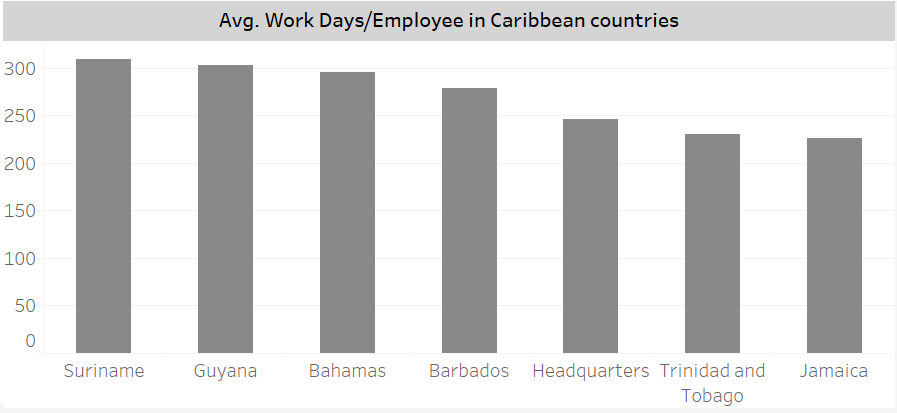 Avg. Work Days/Employee in Caribbean countries
300
250
200
150
100
50
0
Suriname Guyana Bahamas Barbados Headquarters Trinidad and Jamaica
Tobago